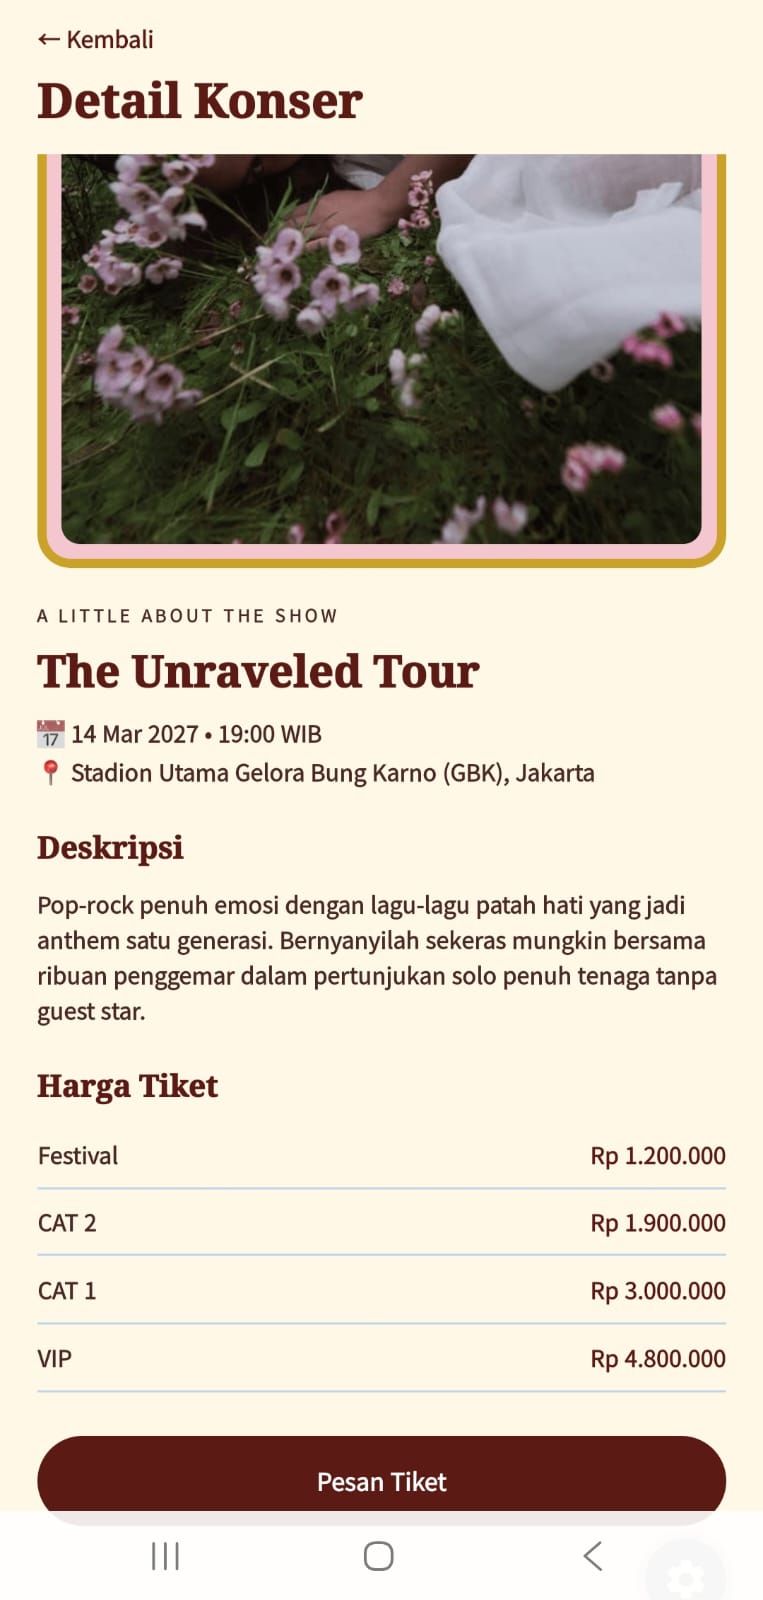 ← Kembali
Detail Konser
A LITTLE ABOUT THE SHOW
The Unraveled Tour
📅 14 Mar 2027 • 19:00 WIB
📍 Stadion Utama Gelora Bung Karno (GBK), Jakarta
Deskripsi
Pop-rock penuh emosi dengan lagu-lagu patah hati yang jadi
anthem satu generasi. Bernyanyilah sekeras mungkin bersama
ribuan penggemar dalam pertunjukan solo penuh tenaga tanpa
guest star.
Harga Tiket
Festival Rp 1.200.000
CAT 2 Rp 1.900.000
CAT 1 Rp 3.000.000
VIP Rp 4.800.000
Pesan Tiket